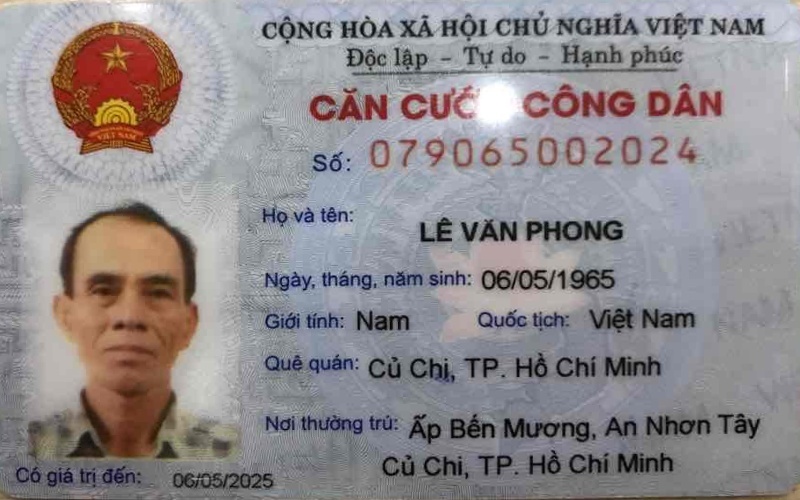 CỘNG HÒA XÃ HỘI CHỦ NGHĨA VIỆT NAM
Độc lập - Tự do - Hạnh phúc
CĂN CƯỚC CÔNG DÂN
Số: 079065002024
Họ và tên: LÊ VĂN PHONG
Ngày, tháng, năm sinh: 06/05/1965
Giới tính: Nam Quốc tịch: Việt Nam
Quê quán: Củ Chi, TP. Hồ Chí Minh
Nơi thường trú: Ấp Bến Mương, An Nhơn Tây
Củ Chi, TP. Hồ Chí Minh
Có giá trị đến: 06/05/2025